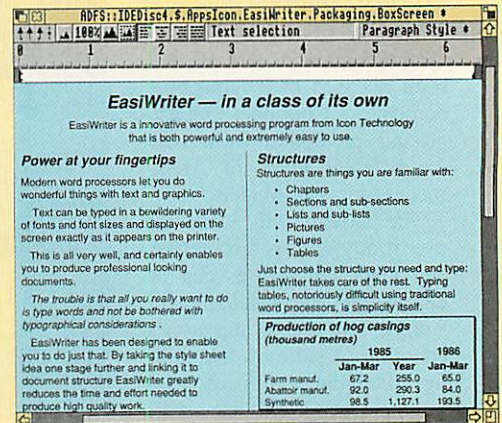 ADFS::IDEDisc4.$.AppsIcon.EasiWriter.Packaging.BoxScreen *
100% Text selection Paragraph Style *
0 1 2 3 4 5 6
EasiWriter — in a class of its own
EasiWriter is a innovative word processing program from Icon Technology
that is both powerful and extremely easy to use.
Power at your fingertips
Modern word processors let you do
wonderful things with text and graphics.
Text can be typed in a bewildering variety
of fonts and font sizes and displayed on the
screen exactly as it appears on the printer.
This is all very well, and certainly enables
you to produce professional looking
documents.
The trouble is that all you really want to do
is type words and not be bothered with
typographical considerations .
EasiWriter has been designed to enable
you to do just that. By taking the style sheet
idea one stage further and linking it to
document structure EasiWriter greatly
reduces the time and effort needed to
produce high quality work.
Structures
Structures are things you are familiar with:
• Chapters
• Sections and sub-sections
• Lists and sub-lists
• Pictures
• Figures
• Tables
Just choose the structure you need and type:
EasiWriter takes care of the rest. Typing
tables, notoriously difficult using traditional
word processors, is simplicity itself.
Production of hog casings
(thousand metres)
1985 1986
Jan-Mar Year Jan-Mar
Farm manuf. 67.2 255.0 65.0
Abattoir manuf. 92.0 290.3 84.0
Synthetic 98.5 1,127.1 193.5